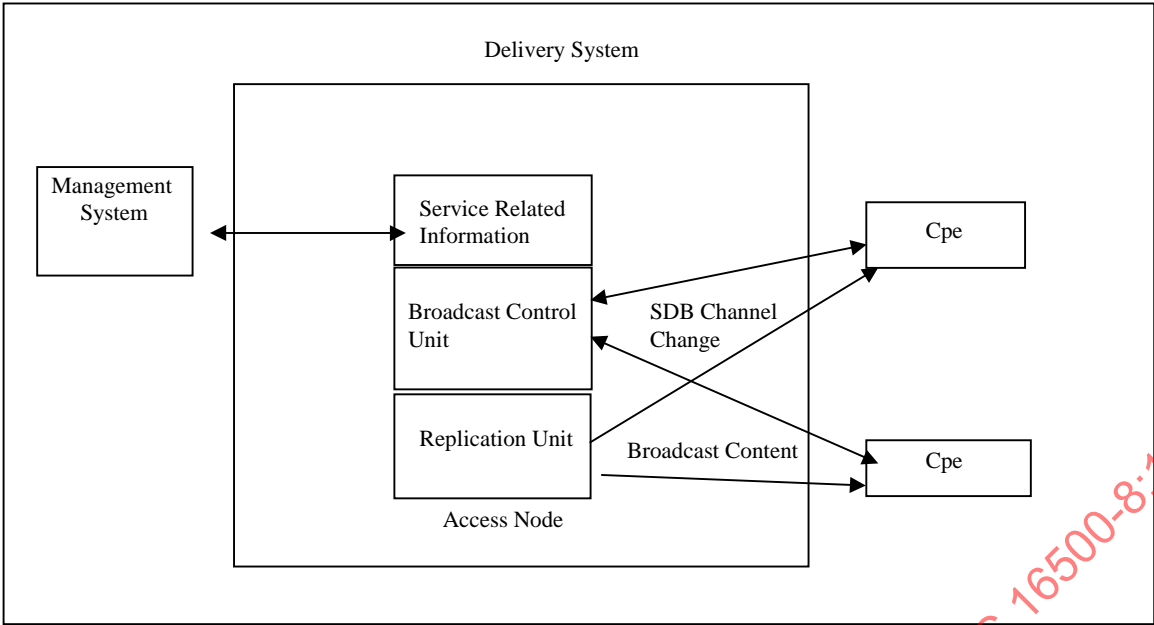 Delivery System
Management
System
Service Related
Information
Cpe
Broadcast Control
Unit
SDB Channel
Change
Replication Unit
Broadcast Content
Cpe
Access Node
16500-8:1